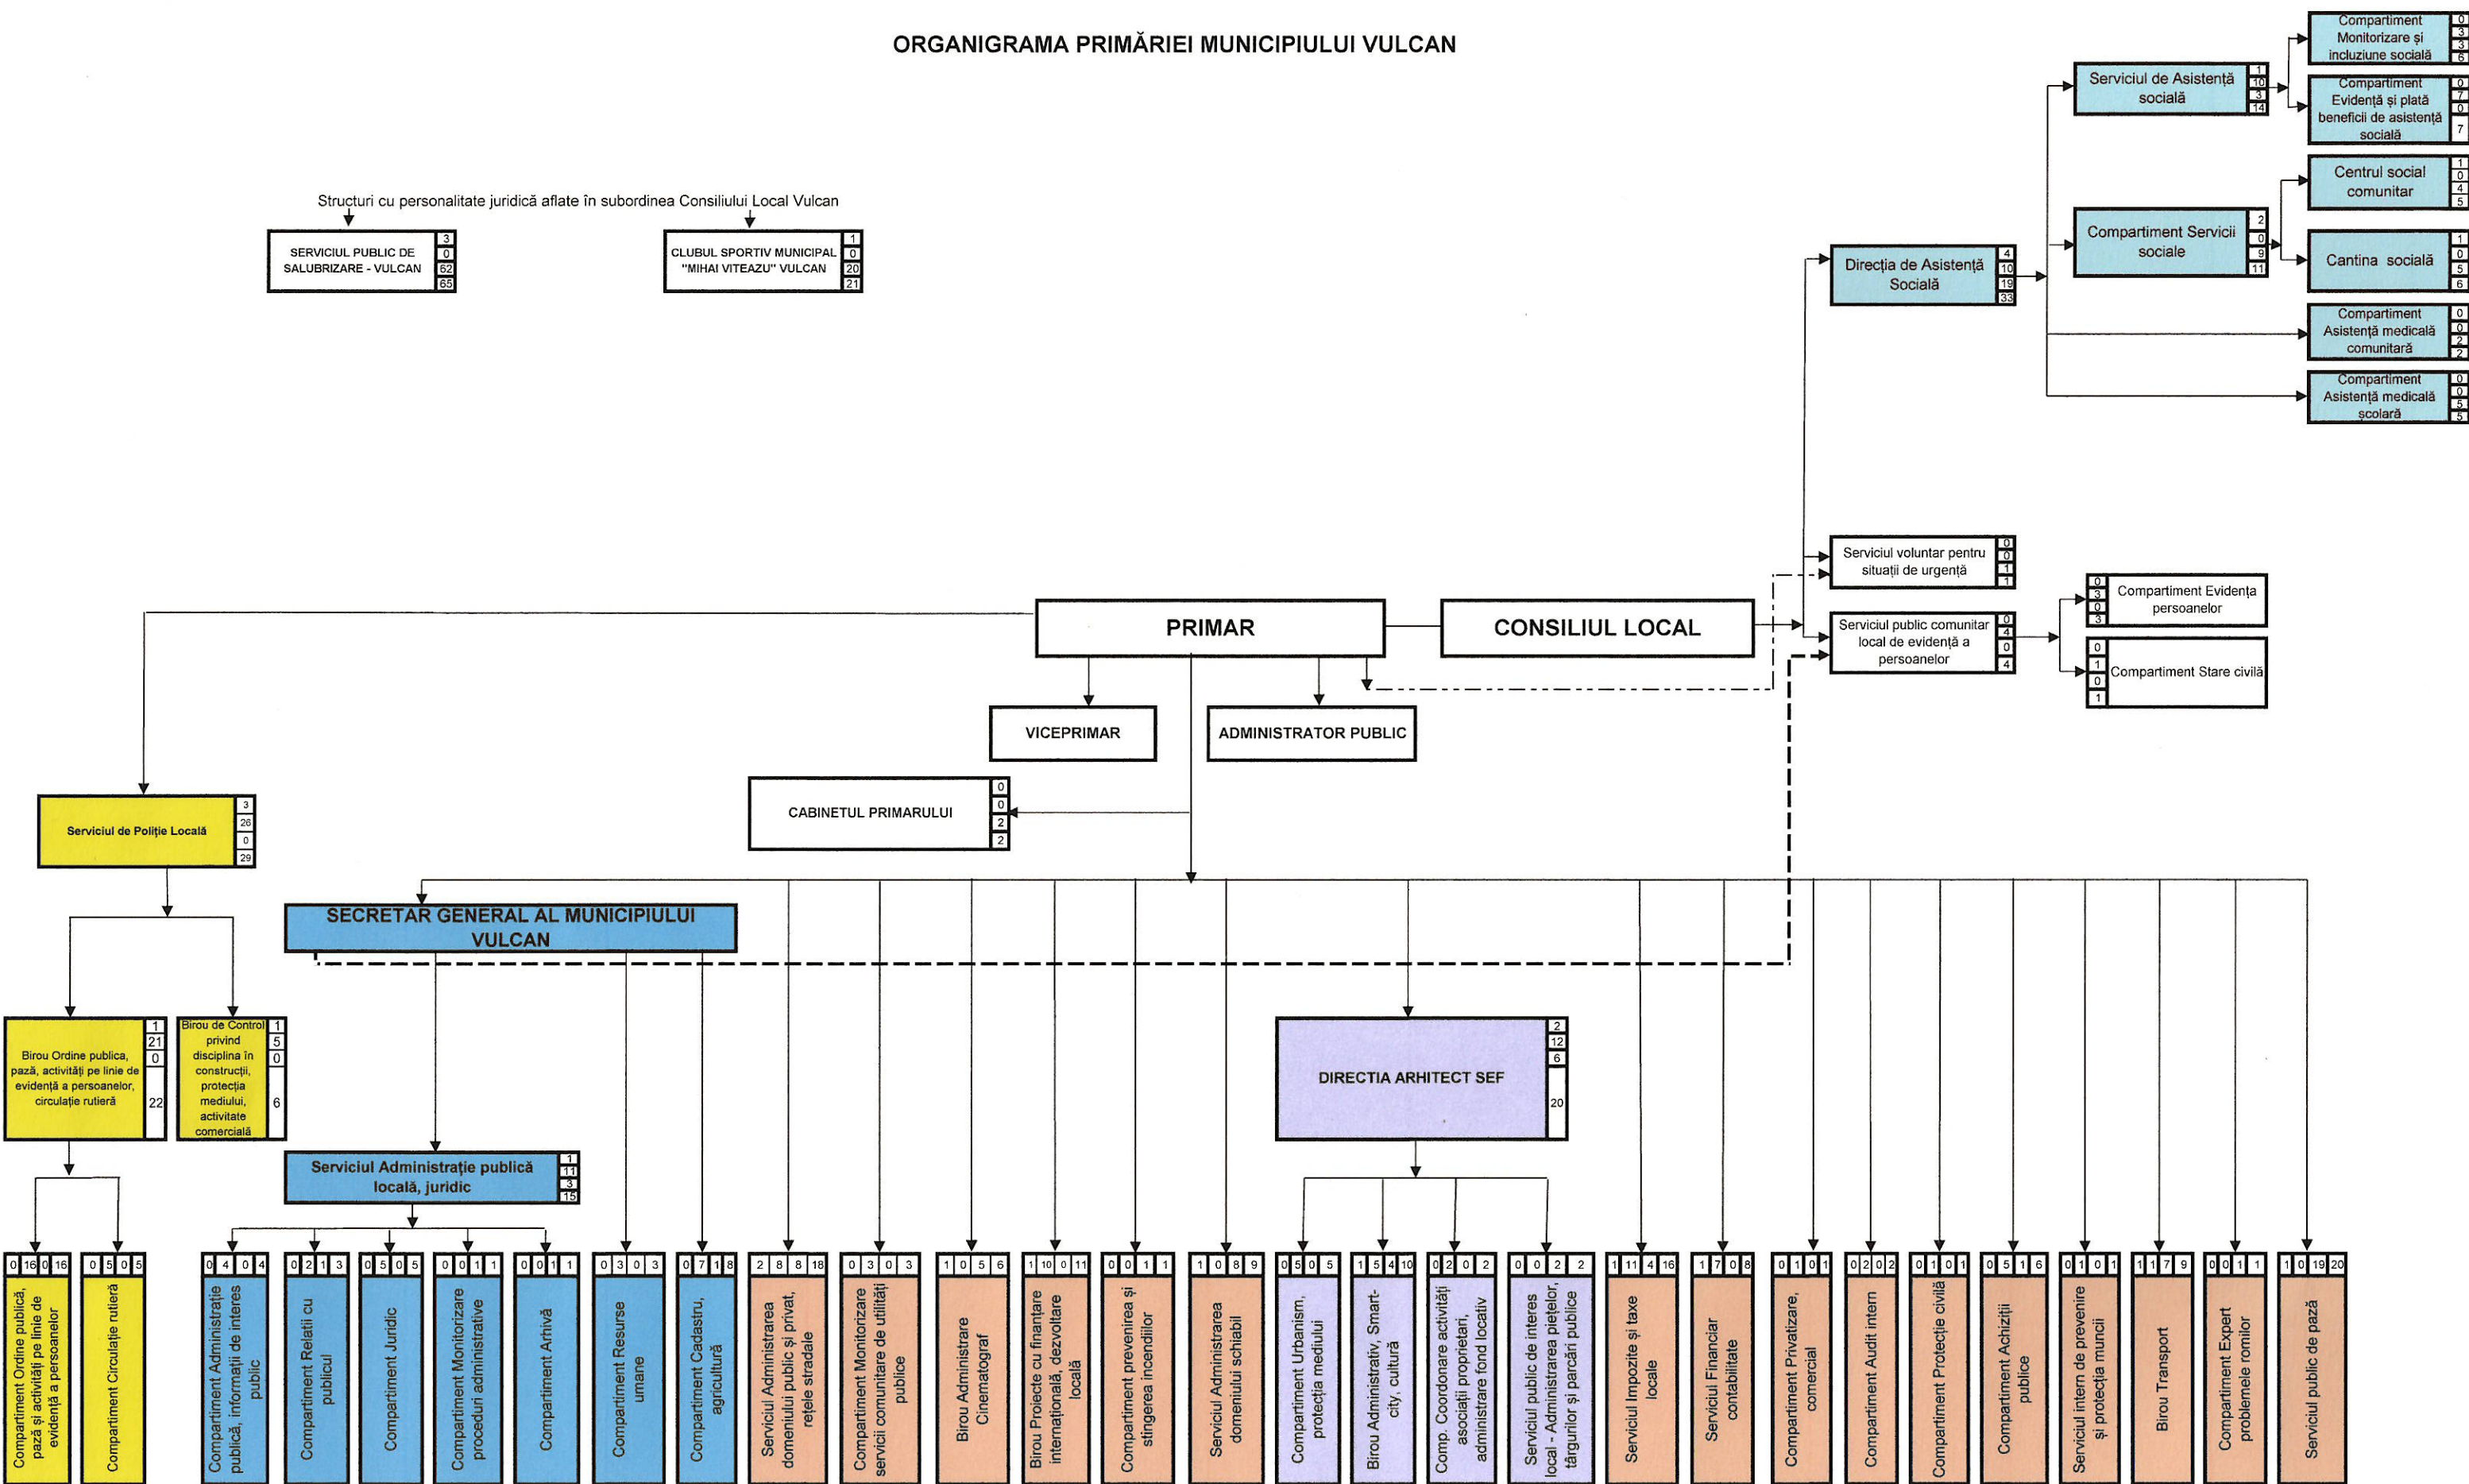 ORGANIGRAMA PRIMĂRIEI MUNICIPIULUI VULCAN
Compartiment
Monitorizare și
incluziune socială
0
3
3
6
Serviciul de Asistență
socială
1
10
3
14
Compartiment
Evidență și plată
beneficii de asistență
socială
0
7
0
7
Centrul social
comunitar
1
0
4
5
Structuri cu personalitate juridică aflate în subordinea Consiliului Local Vulcan
SERVICIUL PUBLIC DE
SALUBRIZARE - VULCAN
3
0
62
65
CLUBUL SPORTIV MUNICIPAL
"MIHAI VITEAZU" VULCAN
1
0
20
21
Direcția de Asistență
Socială
4
10
19
33
Compartiment Servicii
sociale
2
0
9
11
Cantina socială
1
0
5
6
Compartiment
Asistență medicală
comunitară
0
0
2
2
Compartiment
Asistență medicală
școlară
0
0
5
5
Serviciul voluntar pentru
situații de urgență
0
0
1
1
PRIMAR
CONSILIUL LOCAL
Serviciul public comunitar
local de evidență a
persoanelor
0
4
0
4
0
3
0
3
Compartiment Evidența
persoanelor
0
1
0
1
Compartiment Stare civilă
VICEPRIMAR
ADMINISTRATOR PUBLIC
CABINETUL PRIMARULUI
0
0
2
2
Serviciul de Poliție Locală
3
26
0
29
SECRETAR GENERAL AL MUNICIPIULUI
VULCAN
Birou Ordine publica,
pază, activități pe linie de
evidență a persoanelor,
circulație rutieră
1
21
0
22
Birou de Control
privind
disciplina în
construcții,
protecția
mediului,
activitate
comercială
1
5
0
6
DIRECTIA ARHITECT SEF
2
12
6
20
Serviciul Administrație publică
locală, juridic
1
11
3
15
0 16 0 16
Compartiment Ordine publică,
pază și activități pe linie de
evidență a persoanelor
0 5 0 5
Compartiment Circulație rutieră
0 4 0 4
Compartiment Administrație
publică, informații de interes
public
0 2 1 3
Compartiment Relatii cu
publicul
0 5 0 5
Compartiment Juridic
0 0 1 1
Compartiment Monitorizare
proceduri administrative
0 0 1 1
Compartiment Arhivă
0 3 0 3
Compartiment Resurse
umane
0 7 1 8
Compartiment Cadastru,
agricultură
2 8 8 18
Serviciul Administrarea
domeniului public și privat,
rețele stradale
0 3 0 3
Compartiment Monitorizare
servicii comunitare de utilități
publice
1 0 5 6
Birou Administrare
Cinematograf
1 10 0 11
Birou Proiecte cu finanțare
internațională, dezvoltare
locală
0 0 1 1
Compartiment prevenirea și
stingerea incendiilor
1 0 8 9
Serviciul Administrarea
domeniului schiabil
0 5 0 5
Compartiment Urbanism,
protecția mediului
1 5 4 10
Birou Administrativ, Smart-
city, cultură
0 2 0 2
Comp. Coordonare activități
asociații proprietari,
administrare fond locativ
0 0 2 2
Serviciul public de interes
local - Administrarea piețelor,
târgurilor și parcări publice
1 11 4 16
Serviciul Impozite și taxe
locale
1 7 0 8
Serviciul Financiar
contabilitate
0 1 0 1
Compartiment Privatizare,
comercial
0 2 0 2
Compartiment Audit intern
0 1 0 1
Compartiment Protecție civilă
0 5 1 6
Compartiment Achiziții
publice
0 1 0 1
Serviciul intern de prevenire
și protecția muncii
1 1 7 9
Birou Transport
0 0 1 1
Compartiment Expert
problemele romilor
1 0 19 20
Serviciul public de pază